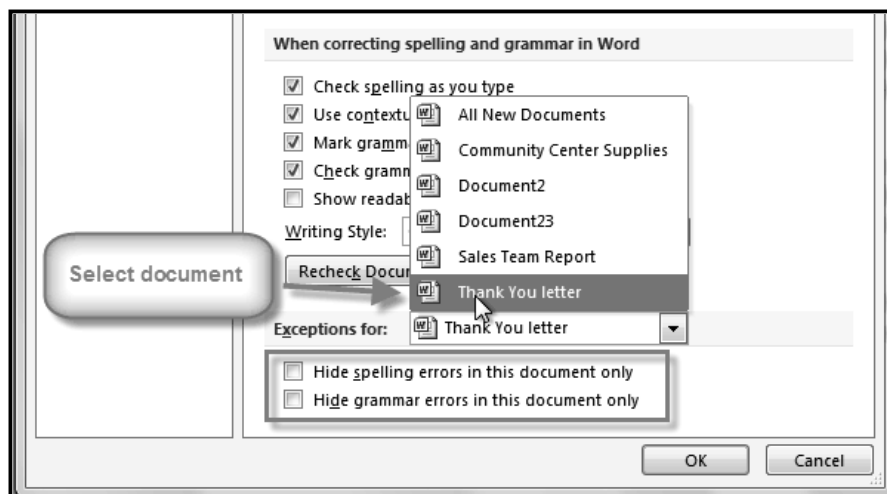 When correcting spelling and grammar in Word
Check spelling as you type
Use contextu
All New Documents
Mark gramm
Community Center Supplies
Check gramm
Document2
Show readab
Document23
Writing Style:
Sales Team Report
Select document
Recheck Docur
Thank You letter
Exceptions for:
Thank You letter
Hide spelling errors in this document only
Hide grammar errors in this document only
OK
Cancel